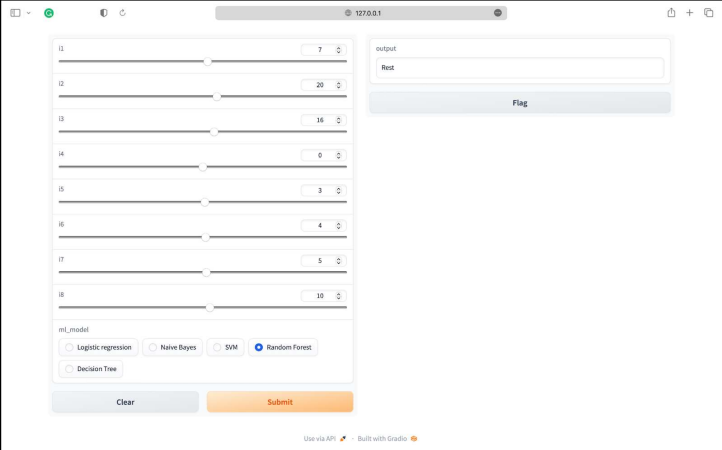 127.0.0.1
i1
7
i2
20
i3
16
i4
0
i5
3
i6
4
i7
5
i8
10
ml_model
Logistic regression
Naive Bayes
SVM
Random Forest
Decision Tree
Clear
Submit
output
Rest
Flag
Use via API · Built with Gradio